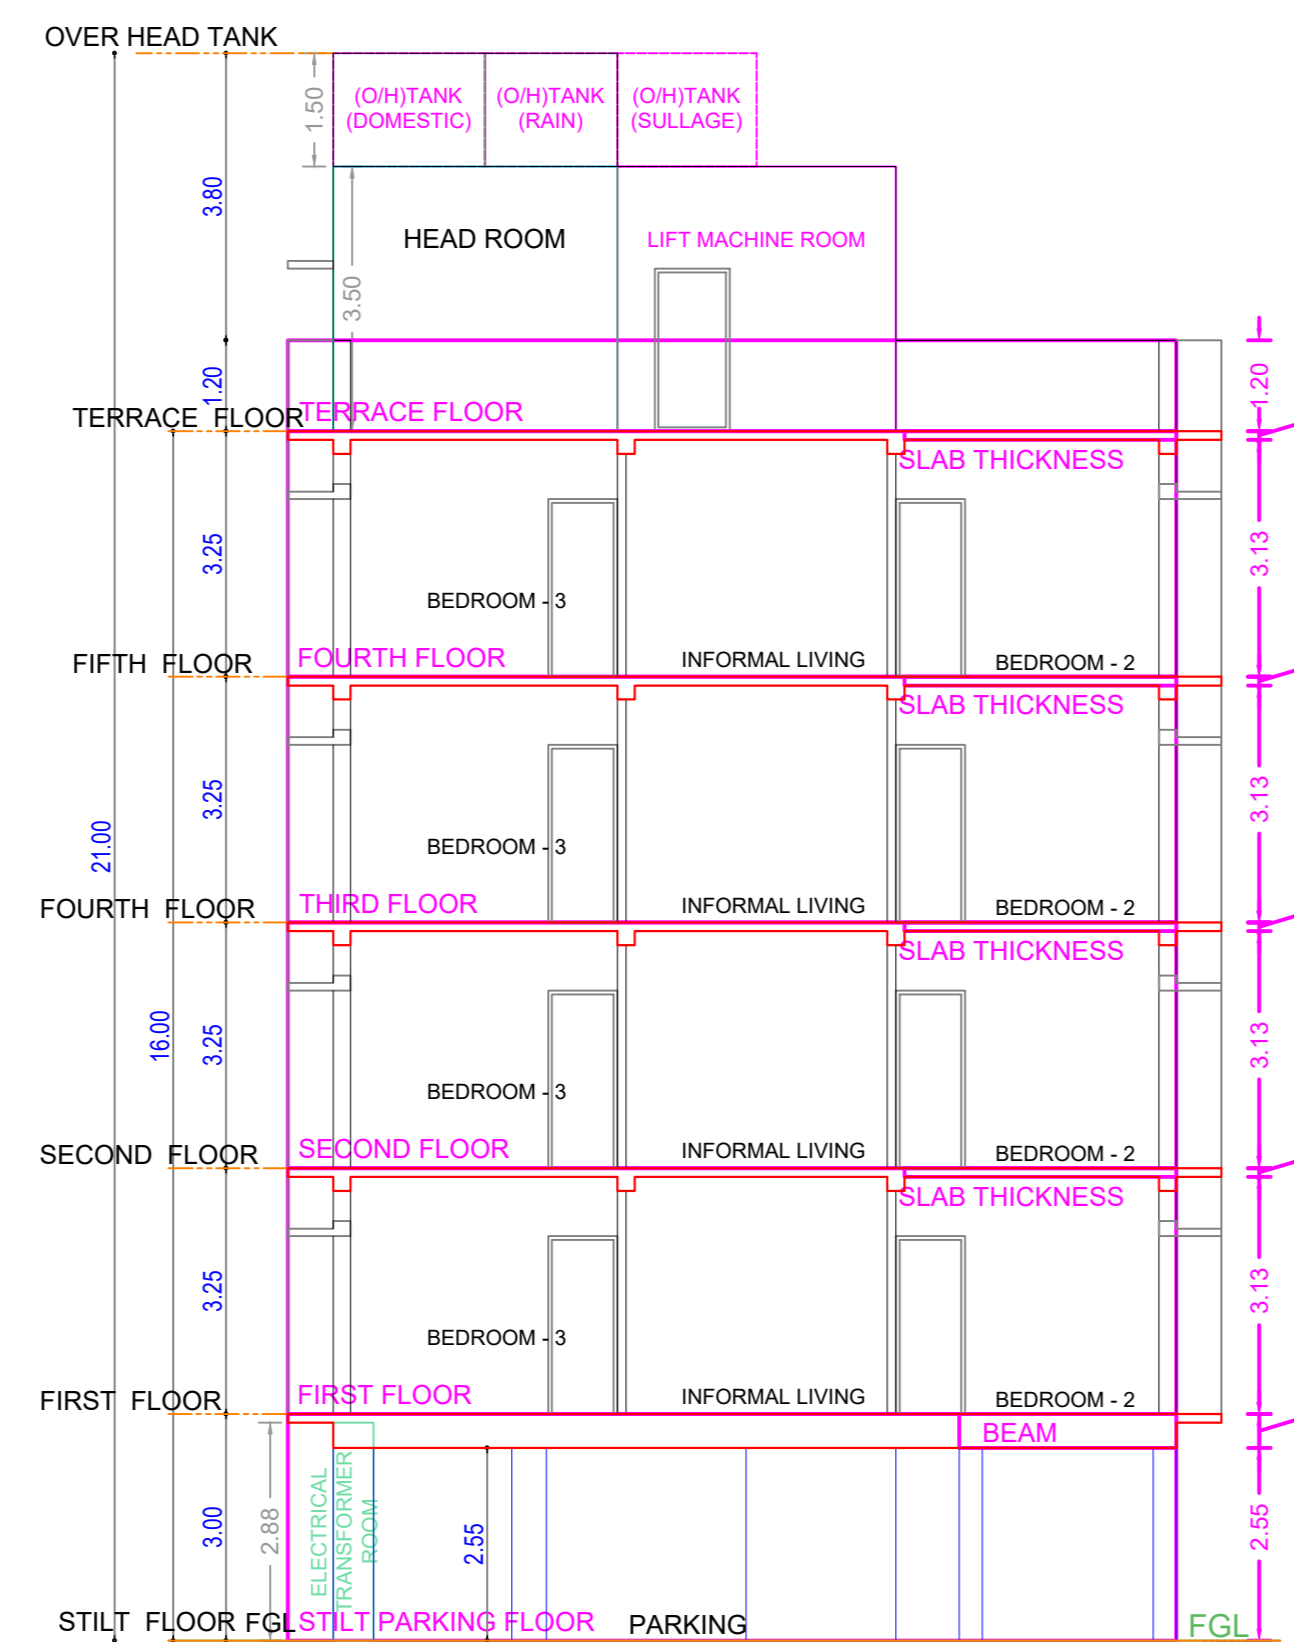 OVER HEAD TANK
1.50
(O/H)TANK
(DOMESTIC)
(O/H)TANK
(RAIN)
(O/H)TANK
(SULLAGE)
3.80
HEAD ROOM
LIFT MACHINE ROOM
3.50
1.20
1.20
TERRACE FLOOR
TERRACE FLOOR
SLAB THICKNESS
3.25
3.13
BEDROOM - 3
FIFTH FLOOR
FOURTH FLOOR
INFORMAL LIVING
BEDROOM - 2
SLAB THICKNESS
3.25
3.13
21.00
BEDROOM - 3
FOURTH FLOOR
THIRD FLOOR
INFORMAL LIVING
BEDROOM - 2
SLAB THICKNESS
16.00
3.25
3.13
BEDROOM - 3
SECOND FLOOR
SECOND FLOOR
INFORMAL LIVING
BEDROOM - 2
SLAB THICKNESS
3.25
3.13
BEDROOM - 3
FIRST FLOOR
FIRST FLOOR
INFORMAL LIVING
BEDROOM - 2
BEAM
3.00
2.88
ELECTRICAL
TRANSFORMER
ROOM
2.55
2.55
STILT FLOOR
FGL
STILT PARKING FLOOR
PARKING
FGL